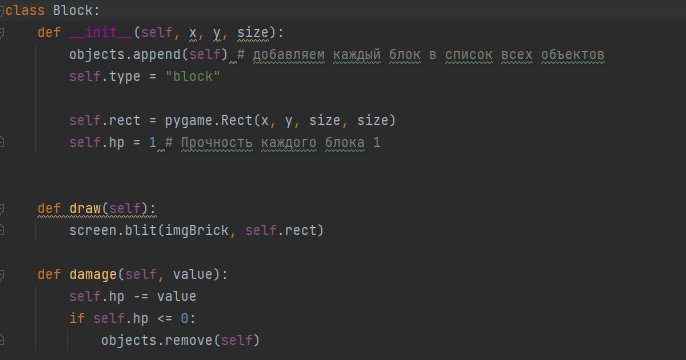 class Block:
def __init__(self, x, y, size):
objects.append(self) # добавляем каждый блок в список всех объектов
self.type = "block"
self.rect = pygame.Rect(x, y, size, size)
self.hp = 1 # Прочность каждого блока 1
def draw(self):
screen.blit(imgBrick, self.rect)
def damage(self, value):
self.hp -= value
if self.hp <= 0:
objects.remove(self)